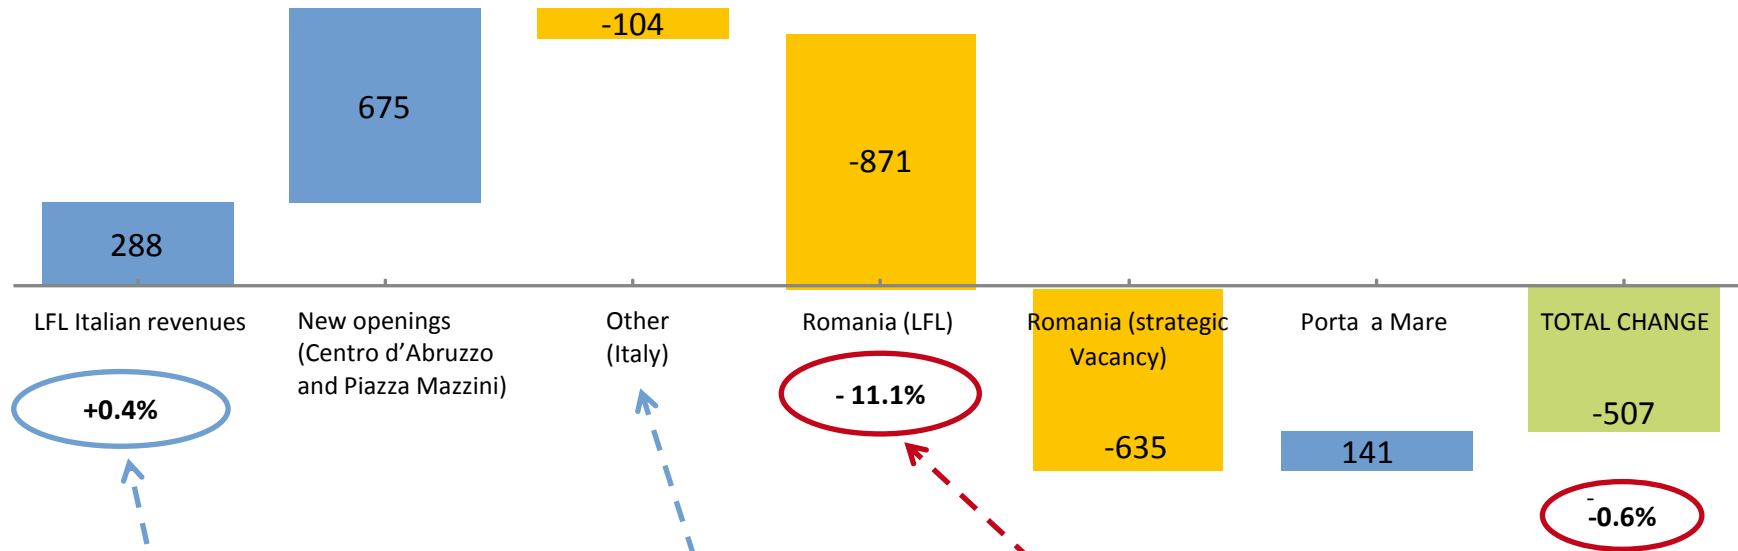 -104
675
-871
288
LFL Italian revenues
New openings
(Centro d’Abruzzo
and Piazza Mazzini)
Other
(Italy)
Romania (LFL)
Romania (strategic
Vacancy)
Porta a Mare
TOTAL CHANGE
+0.4%
- 11.1%
-507
-635
141
-
-0.6%